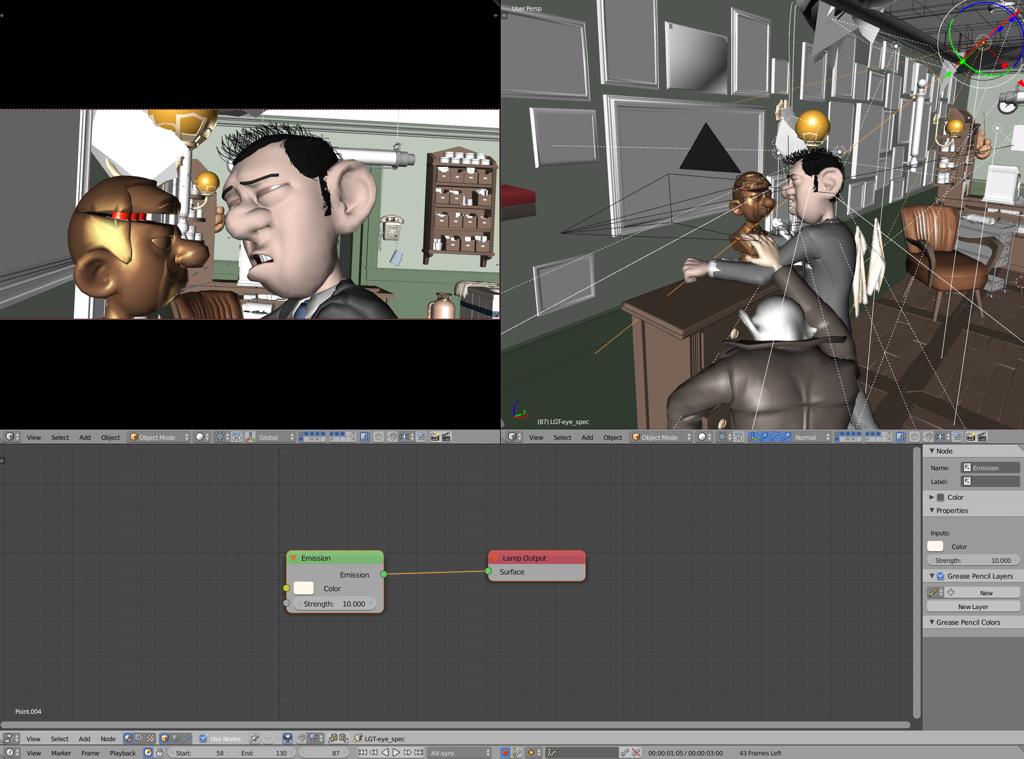 User Persp
(87) LGT-eye_spec
View Select Add Object Object Mode Global
View Select Add Object Object Mode Normal
Node
Name: Emission
Label:
Color
Properties
Inputs:
Color
Strength: 10.000
Grease Pencil Layers
New
New Layer
Grease Pencil Colors
Emission
Emission
Color
Strength: 10.000
Lamp Output
Surface
Point.004
View Select Add Node Use Nodes LGT-eye_spec
View Marker Frame Playback Start: 58 End: 130 87 AV-sync 00:00:01:05 / 00:00:03:00 43 Frames Left